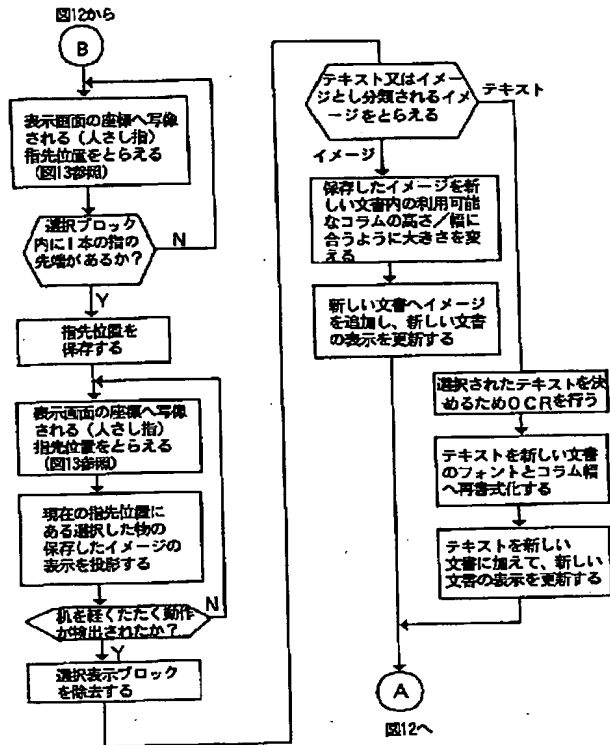 図12から
B
表示画面の座標へ写像
される（人さし指）
指先位置をとらえる
（図13参照）
選択ブロック
内に1本の指の
先端があるか？
N
Y
指先位置を
保存する
表示画面の座標へ写像
される（人さし指）
指先位置をとらえる
（図13参照）
現在の指先位置に
ある選択した物の
保存したイメージの
表示を投影する
机を軽くたたく動作
が検出されたか？
N
Y
選択表示ブロック
を除去する
テキスト又はイメー
ジとし分類されるイメ
ージをとらえる
テキスト
イメージ
保存したイメージを新
しい文書内の利用可能
なコラムの高さ／幅に
合うように大きさを変
える
新しい文書へイメージ
を追加し、新しい文書
の表示を更新する
選択されたテキストを決
めるためOCRを行う
テキストを新しい文書
のフォントとコラム幅
へ再書式化する
テキストを新しい
文書に加えて、新しい
文書の表示を更新する
A
図12へ